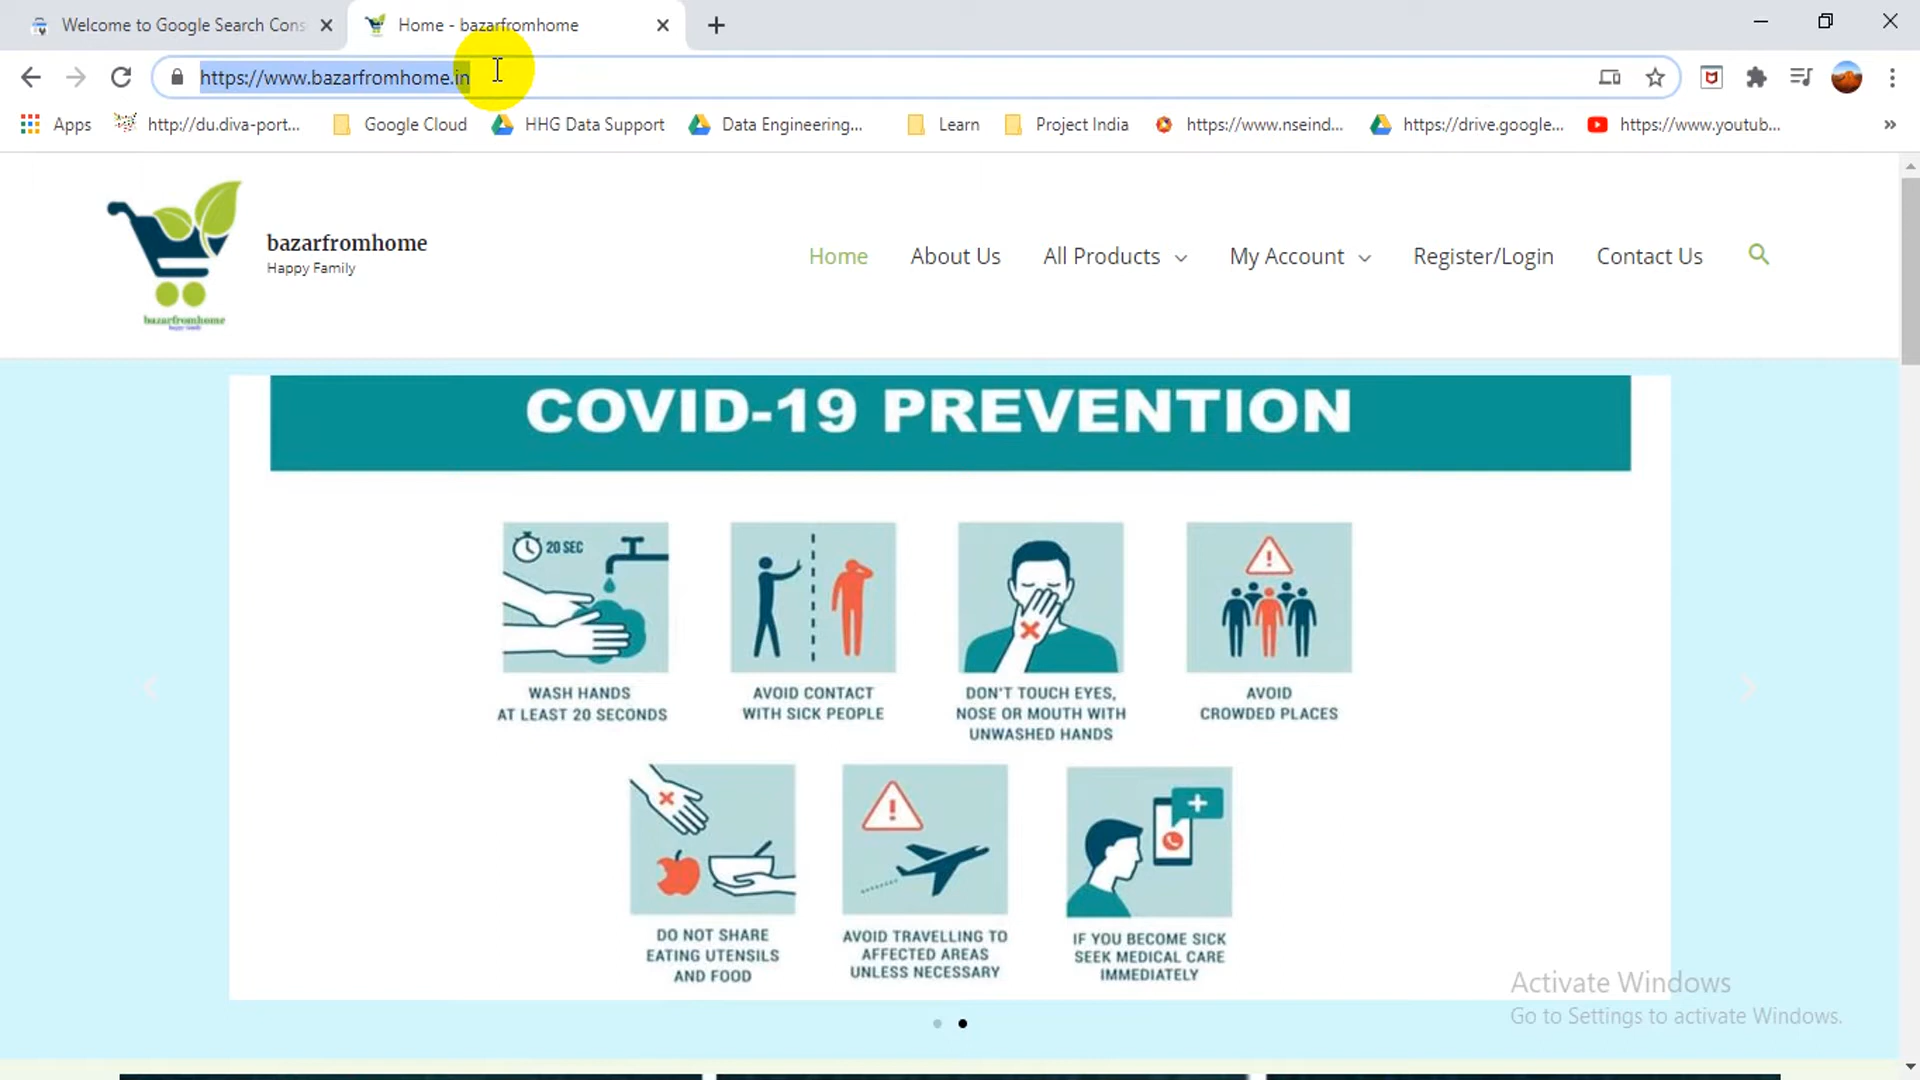 Welcome to Google Search Cons
Home - bazarfromhome
https://www.bazarfromhome.in
Apps
http://du.diva-port...
Google Cloud
HHG Data Support
Data Engineering...
Learn
Project India
https://www.nseind...
https://drive.google...
https://www.youtub...
»
bazarfromhome
happy family
bazarfromhome
Happy Family
Home
About Us
All Products
My Account
Register/Login
Contact Us
COVID-19 PREVENTION
20 SEC
WASH HANDS
AT LEAST 20 SECONDS
AVOID CONTACT
WITH SICK PEOPLE
DON'T TOUCH EYES,
NOSE OR MOUTH WITH
UNWASHED HANDS
AVOID
CROWDED PLACES
DO NOT SHARE
EATING UTENSILS
AND FOOD
AVOID TRAVELLING TO
AFFECTED AREAS
UNLESS NECESSARY
IF YOU BECOME SICK
SEEK MEDICAL CARE
IMMEDIATELY
Activate Windows
Go to Settings to activate Windows.